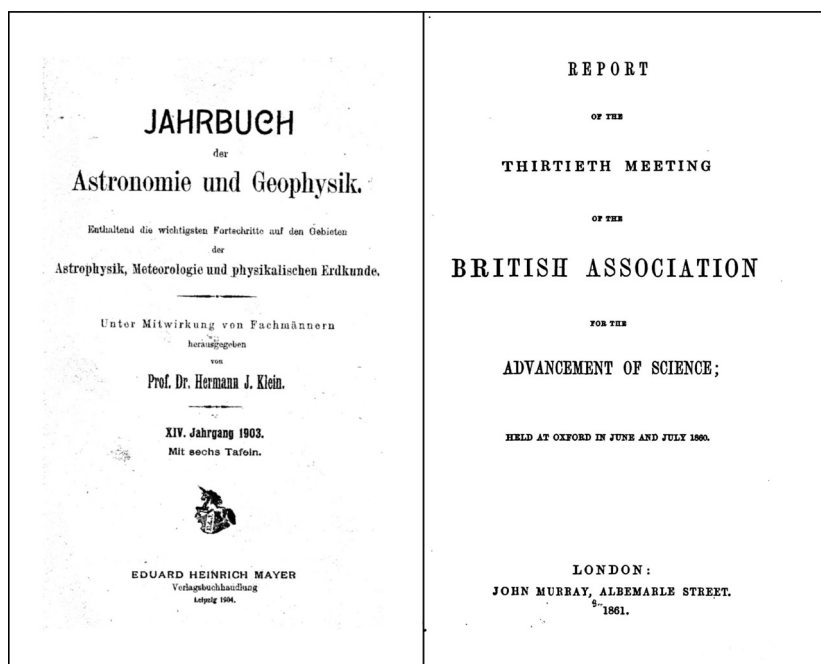 JAHRBUCH
der
Astronomie und Geophysik.
Enthaltend die wichtigsten Fortschritte auf den Gebieten
der
Astrophysik, Meteorologie und physikalischen Erdkunde.
Unter Mitwirkung von Fachmännern
herausgegeben
von
Prof. Dr. Hermann J. Klein.
XIV. Jahrgang 1903.
Mit sechs Tafeln.
EDUARD HEINRICH MAYER
Verlagsbuchhandlung
Leipzig 1904.
REPORT
OF THE
THIRTIETH MEETING
OF THE
BRITISH ASSOCIATION
FOR THE
ADVANCEMENT OF SCIENCE;
HELD AT OXFORD IN JUNE AND JULY 1860.
LONDON:
JOHN MURRAY, ALBEMARLE STREET.
1861.